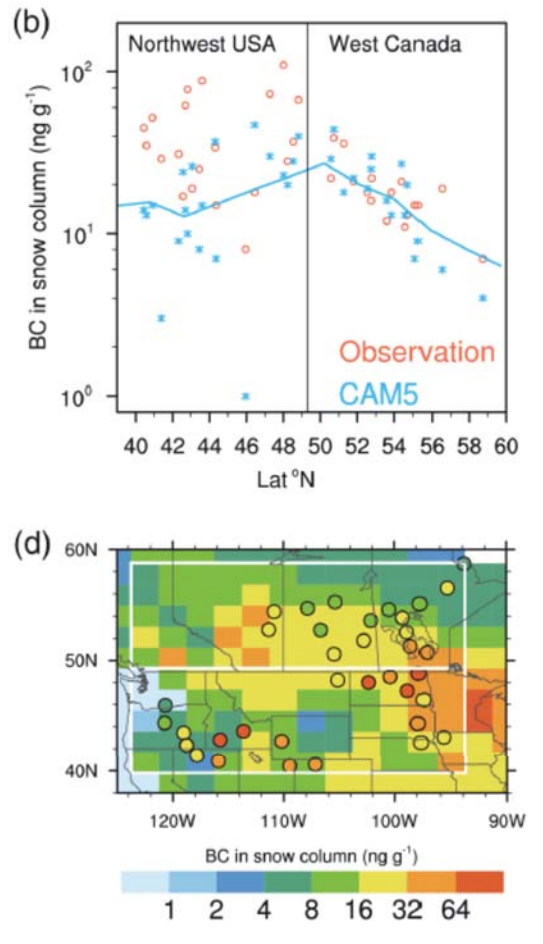 (b)
Northwest USA West Canada
10²
10¹
10⁰
BC in snow column (ng g⁻¹)
Observation
CAM5
40 42 44 46 48 50 52 54 56 58 60
Lat °N
(d)
60N
50N
40N
120W 110W 100W 90W
BC in snow column (ng g⁻¹)
1 2 4 8 16 32 64